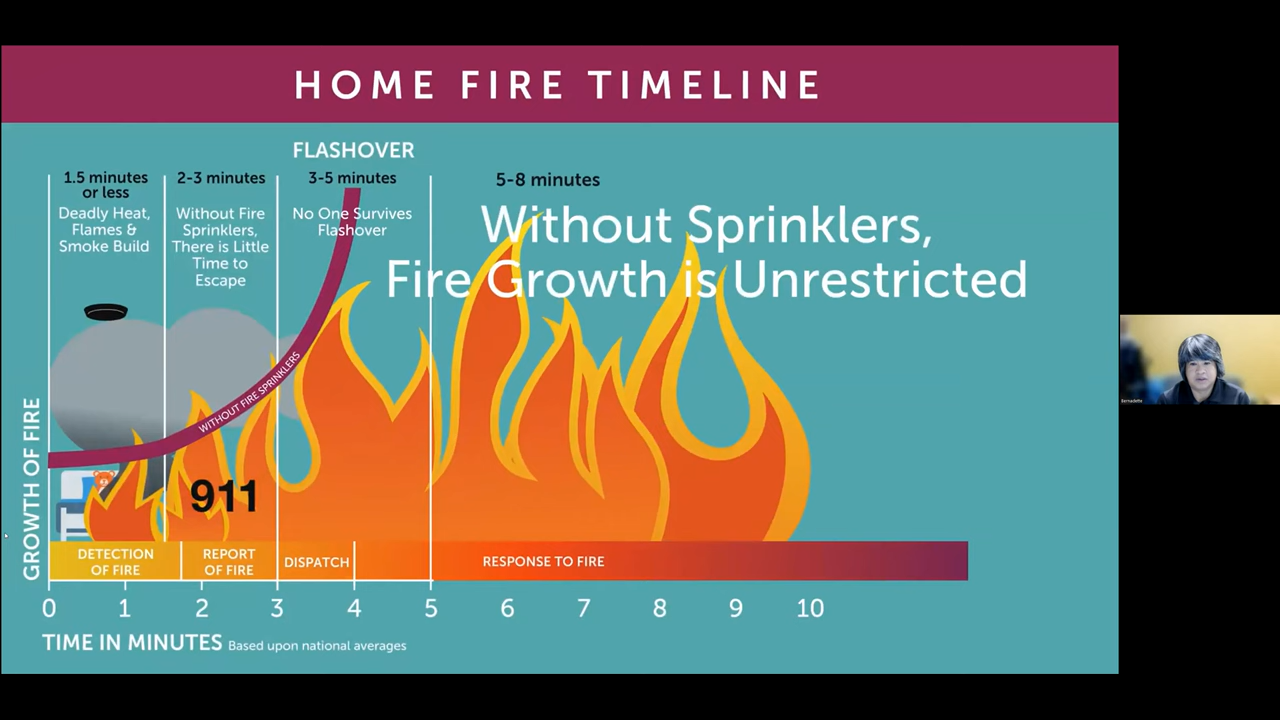 HOME FIRE TIMELINE
FLASHOVER
1.5 minutes
or less
Deadly Heat,
Flames &
Smoke Build
2-3 minutes
Without Fire
Sprinklers,
There is Little
Time to
Escape
3-5 minutes
No One Survives
Flashover
5-8 minutes
Without Sprinklers,
Fire Growth is Unrestricted
WITHOUT FIRE SPRINKLERS
911
GROWTH OF FIRE
DETECTION
OF FIRE
REPORT
OF FIRE
DISPATCH
RESPONSE TO FIRE
0 1 2 3 4 5 6 7 8 9 10
TIME IN MINUTES Based upon national averages
Bernadette